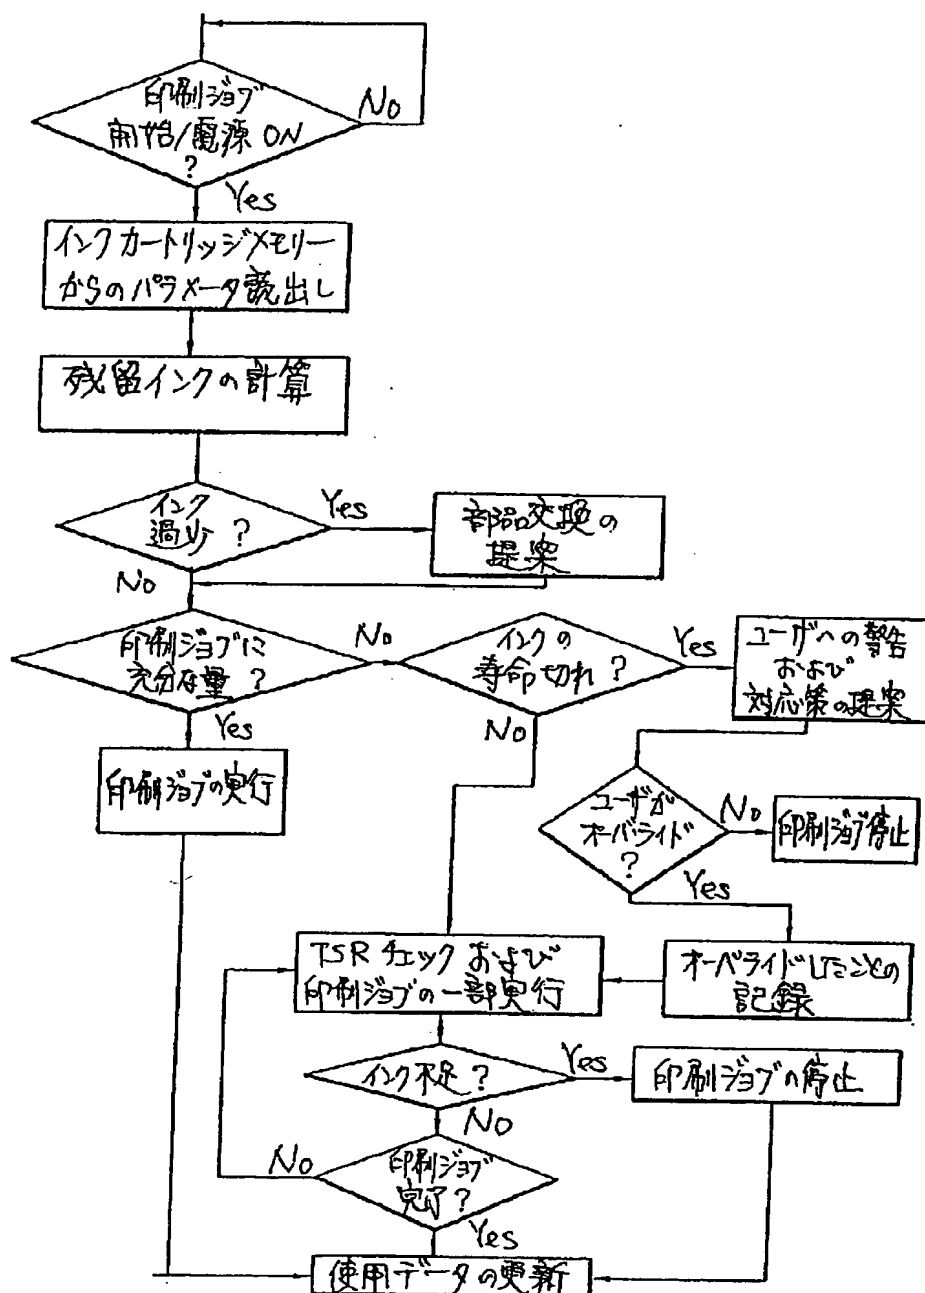 印刷ジョブ
開始/電源 ON
?
No
Yes
インクカートリッジメモリー
からのパラメータ読出し
残留インクの計算
インク
過少?
Yes
部品交換の
提案
No
印刷ジョブに
充分な量?
No
インクの
寿命切れ?
Yes
ユーザへの警告
および
対応策の提案
Yes
No
印刷ジョブの実行
ユーザが
オーバライド
?
No
印刷ジョブ停止
Yes
TSRチェックおよび
印刷ジョブの一部実行
オーバライドしたことの
記録
インク不足?
Yes
印刷ジョブの停止
No
印刷ジョブ
完了?
No
Yes
使用データの更新